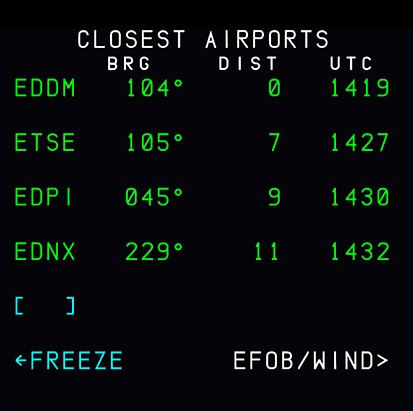 CLOSEST AIRPORTS
BRG DIST UTC
EDDM 104° 0 1419
ETSE 105° 7 1427
EDPI 045° 9 1430
EDNX 229° 11 1432
[ ]
←FREEZE EFOB/WIND>